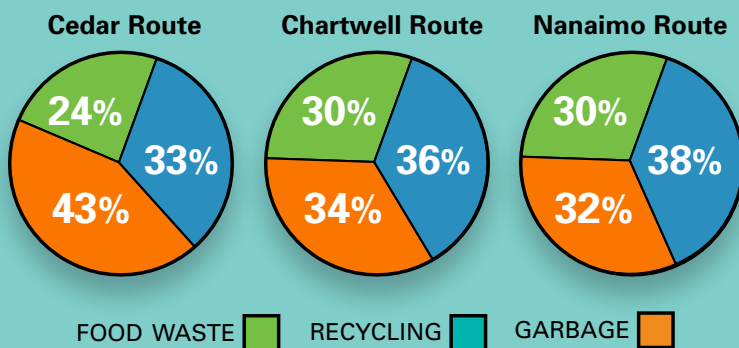 Cedar Route Chartwell Route Nanaimo Route
24% 30% 30%
33% 36% 38%
43% 34% 32%
FOOD WASTE RECYCLING GARBAGE